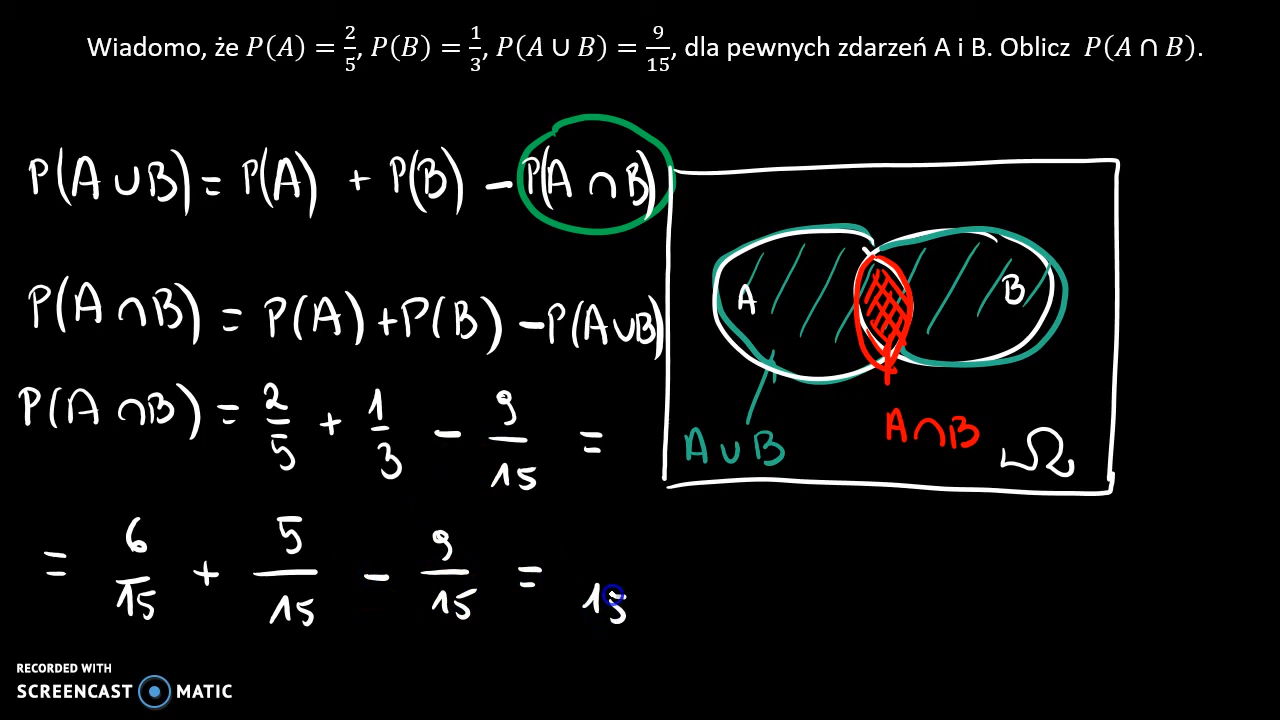 Wiadomo, że P(A) = 2/5, P(B) = 1/3, P(A ∪ B) = 9/15, dla pewnych zdarzeń A i B. Oblicz P(A ∩ B).
P(A ∪ B) = P(A) + P(B) − P(A ∩ B)
P(A ∩ B) = P(A) + P(B) − P(A ∪ B)
P(A ∩ B) = 2/5 + 1/3 − 9/15 =
= 6/15 + 5/15 − 9/15 = 15
A
B
A ∪ B
A ∩ B
Ω
RECORDED WITH
SCREENCAST MATIC